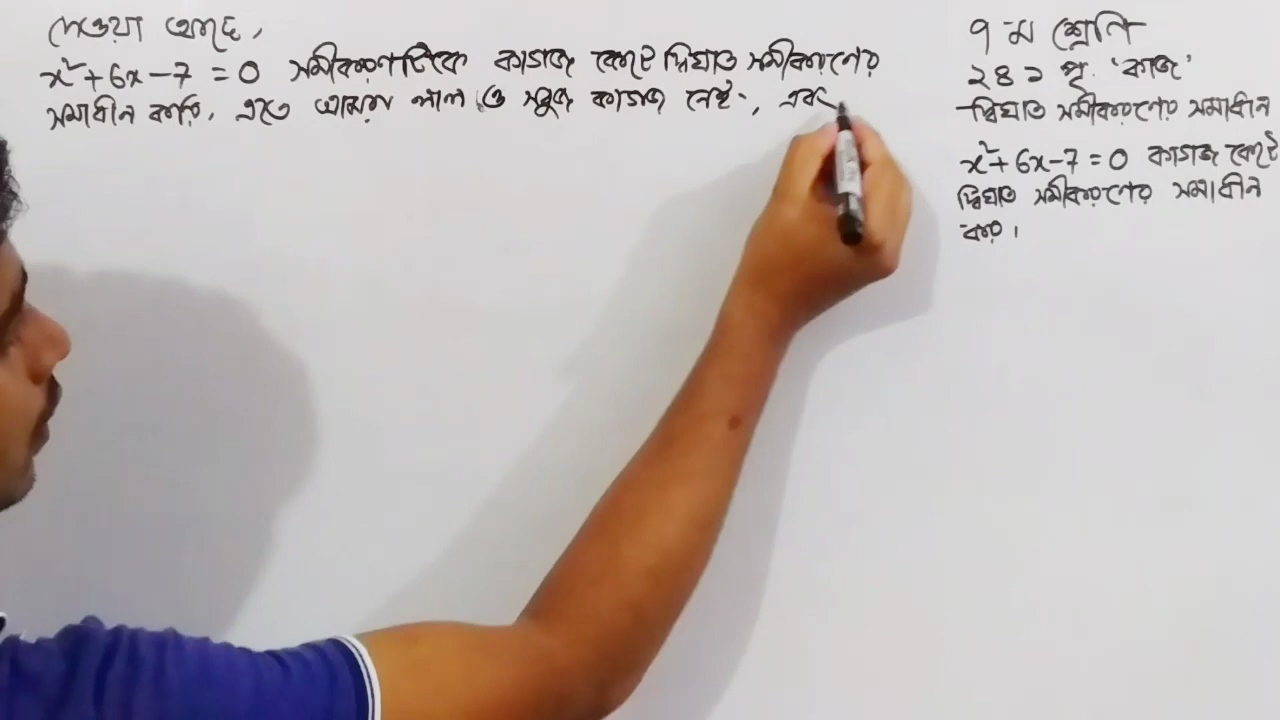 দেওয়া আছে,
x²+6x-7 = 0 সমীকরণটিকে কাগজ কেটে দ্বিঘাত সমীকরণের
সমাধান করি, এতে আমরা লাল ও সবুজ কাগজ নেই, এবং
৭ম শ্রেণি
২৪১ পৃ. 'কাজ'
দ্বিঘাত সমীকরণের সমাধান
x²+6x-7=0 কাগজ কেটে
দ্বিঘাত সমীকরণের সমাধান
কর।